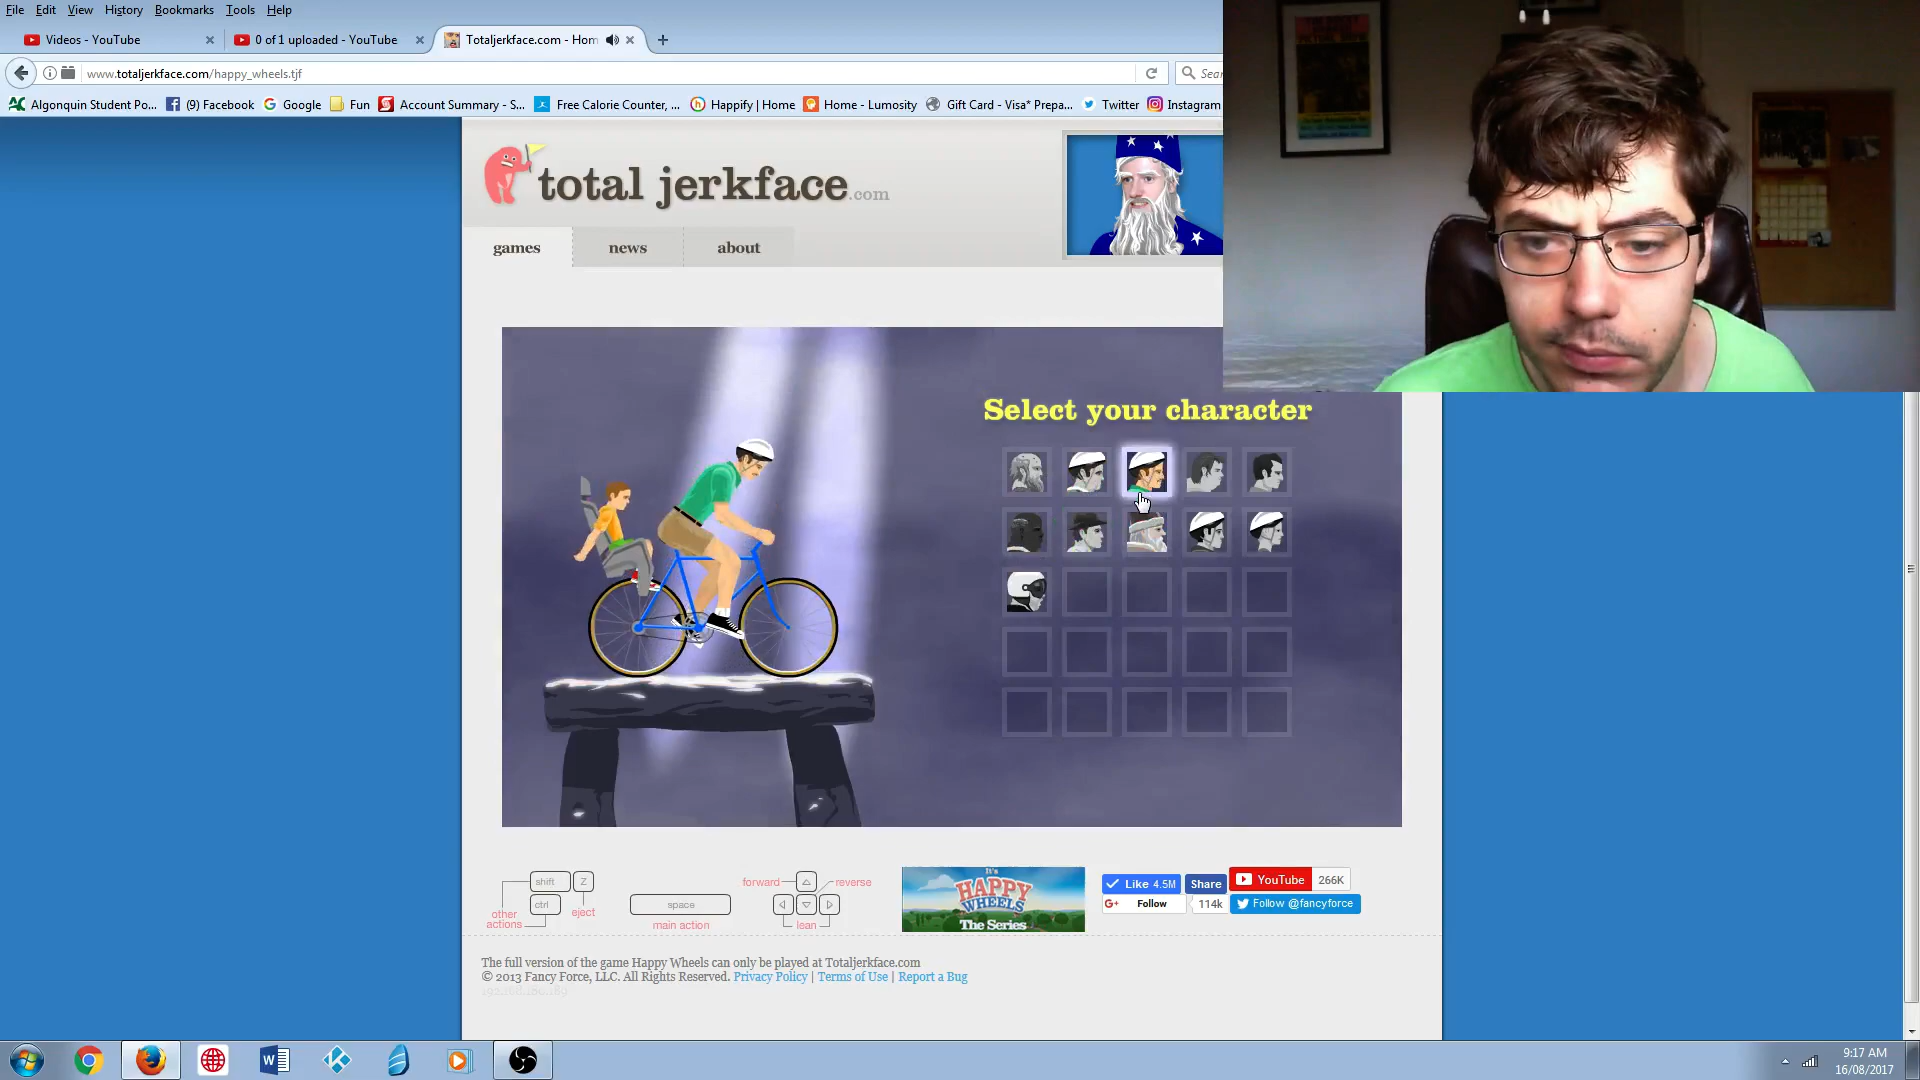 File Edit View History Bookmarks Tools Help
Videos - YouTube
0 of 1 uploaded - YouTube
Totaljerkface.com - Hom
www.totaljerkface.com/happy_wheels.tjf
Sear
Algonquin Student Po...
(9) Facebook
Google
Fun
Account Summary - S...
Free Calorie Counter, ...
Happify | Home
Home - Lumosity
Gift Card - Visa* Prepa...
Twitter
Instagram
total jerkface.com
games
news
about
Select your character
shift
Z
ctrl
other
actions
eject
space
main action
forward
reverse
lean
It's
HAPPY
WHEELS
The Series
Like 4.5M
Share
YouTube
266K
G+ Follow
114k
Follow @fancyforce
The full version of the game Happy Wheels can only be played at Totaljerkface.com
© 2013 Fancy Force, LLC. All Rights Reserved. Privacy Policy | Terms of Use | Report a Bug
9:17 AM
16/08/2017